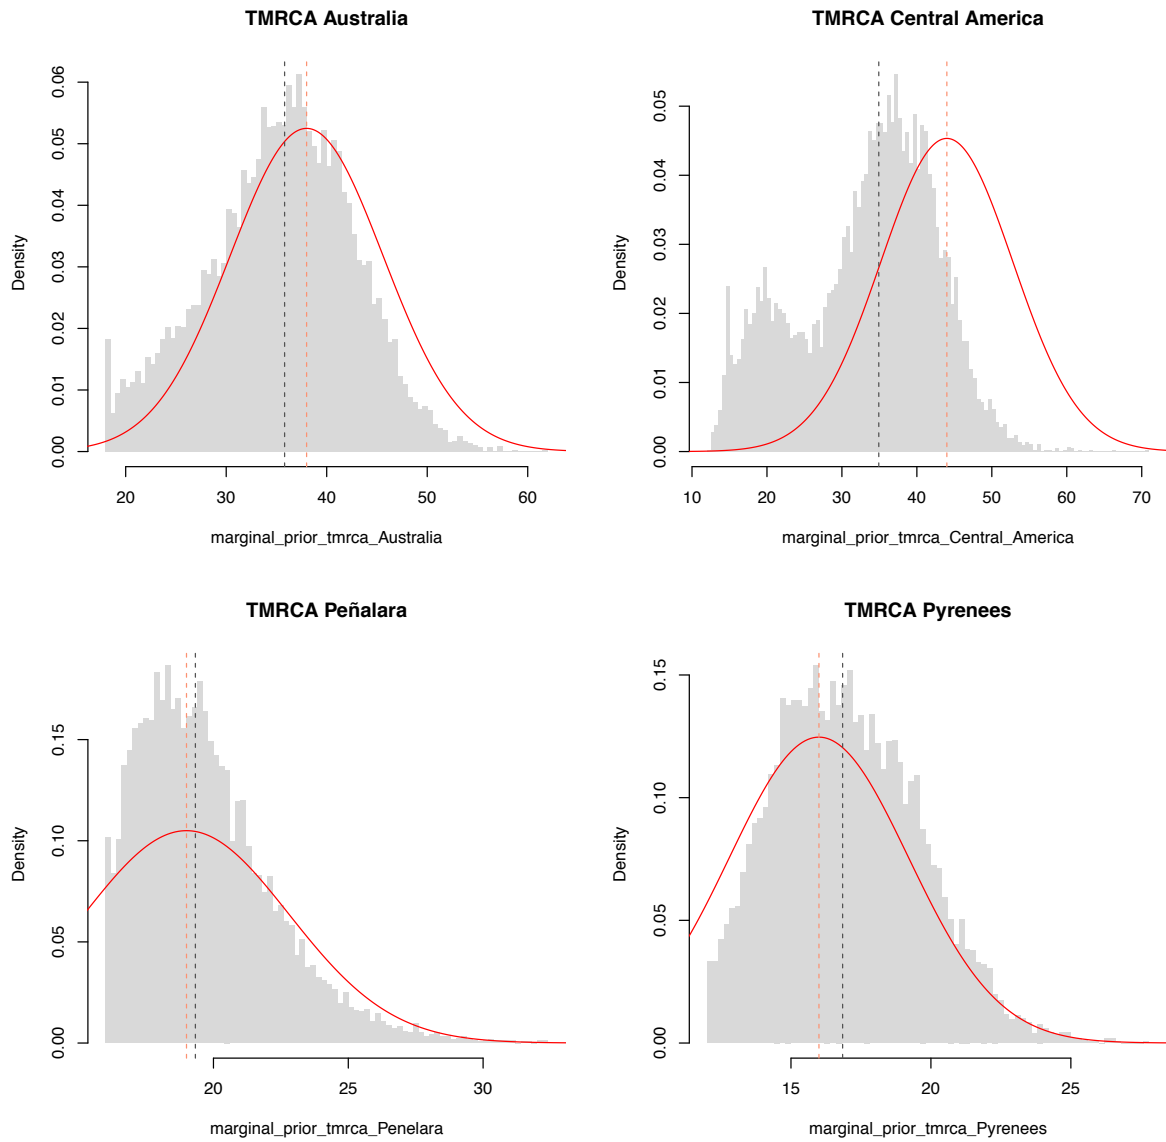 TMRCA Australia
Density
0.00 0.01 0.02 0.03 0.04 0.05 0.06
20 30 40 50 60
marginal_prior_tmrca_Australia
TMRCA Central America
Density
0.00 0.01 0.02 0.03 0.04 0.05
10 20 30 40 50 60 70
marginal_prior_tmrca_Central_America
TMRCA Peñalara
Density
0.00 0.05 0.10 0.15
20 25 30
marginal_prior_tmrca_Penelara
TMRCA Pyrenees
Density
0.00 0.05 0.10 0.15
15 20 25
marginal_prior_tmrca_Pyrenees